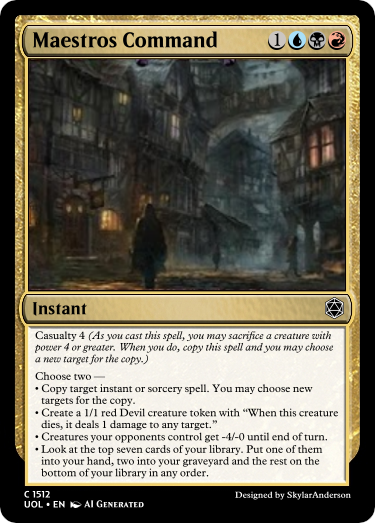 Maestros Command
1
Instant
Casualty 4 (As you cast this spell, you may sacrifice a creature with
power 4 or greater. When you do, copy this spell and you may choose
a new target for the copy.)
Choose two —
• Copy target instant or sorcery spell. You may choose new
targets for the copy.
• Create a 1/1 red Devil creature token with “When this creature
dies, it deals 1 damage to any target.”
• Creatures your opponents control get -4/-0 until end of turn.
• Look at the top seven cards of your library. Put one of them
into your hand, two into your graveyard and the rest on the
bottom of your library in any order.
C 1512
UOL • EN AI Generated
Designed by SkylarAnderson